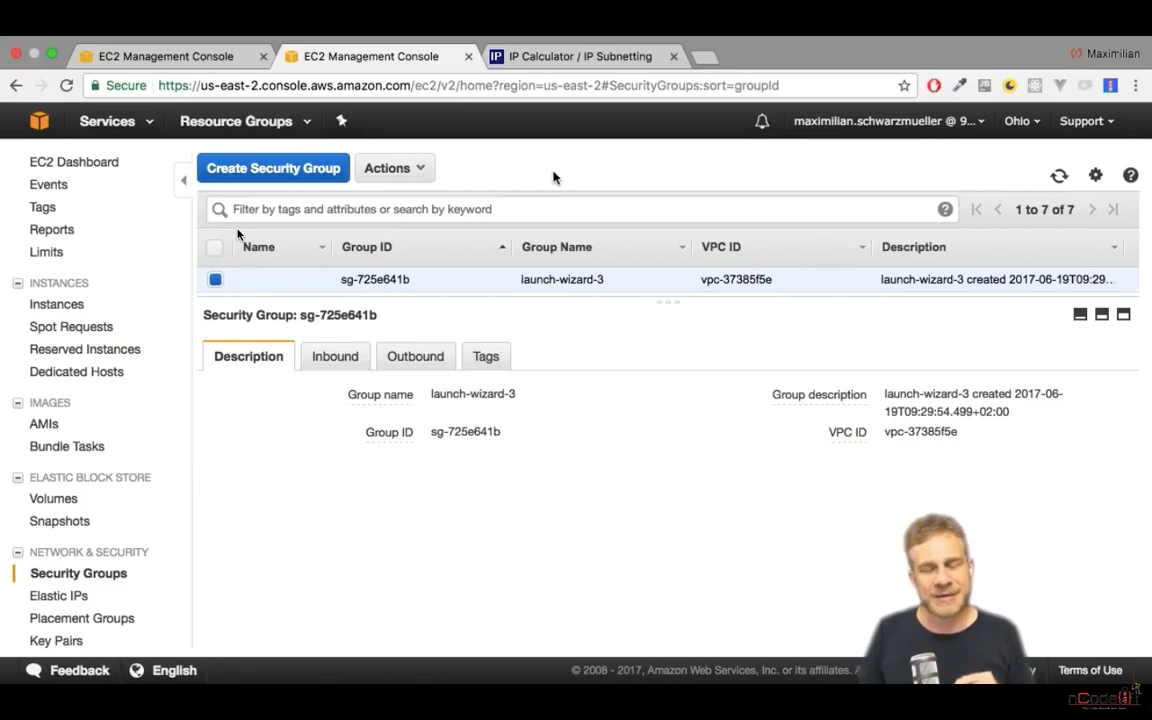 EC2 Management Console
EC2 Management Console
IP IP Calculator / IP Subnetting
Maximilian
Secure https://us-east-2.console.aws.amazon.com/ec2/v2/home?region=us-east-2#SecurityGroups:sort=groupId
Services Resource Groups maximilian.schwarzmueller @ 9... Ohio Support
EC2 Dashboard
Events
Tags
Reports
Limits
INSTANCES
Instances
Spot Requests
Reserved Instances
Dedicated Hosts
IMAGES
AMIs
Bundle Tasks
ELASTIC BLOCK STORE
Volumes
Snapshots
NETWORK & SECURITY
Security Groups
Elastic IPs
Placement Groups
Key Pairs
Create Security Group Actions
Filter by tags and attributes or search by keyword 1 to 7 of 7
Name Group ID Group Name VPC ID Description
sg-725e641b launch-wizard-3 vpc-37385f5e launch-wizard-3 created 2017-06-19T09:29...
Security Group: sg-725e641b
Description Inbound Outbound Tags
Group name launch-wizard-3
Group ID sg-725e641b
Group description launch-wizard-3 created 2017-06-
19T09:29:54.499+02:00
VPC ID vpc-37385f5e
Feedback English © 2008 - 2017, Amazon Web Services, Inc. or its affiliates. Terms of Use